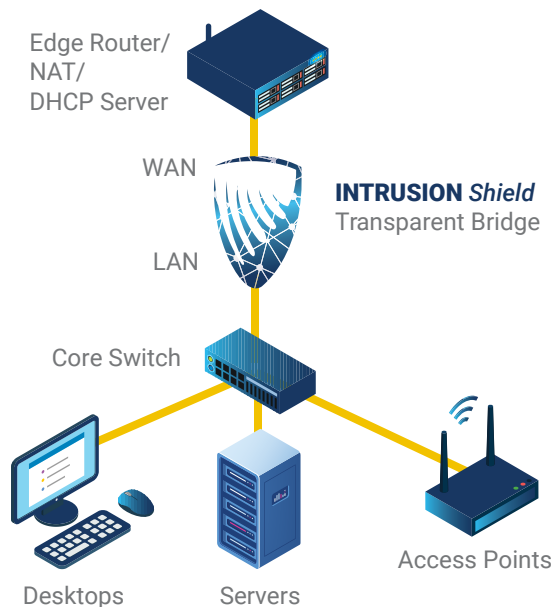 Edge Router/
NAT/
DHCP Server
WAN
INTRUSION Shield
Transparent Bridge
LAN
Core Switch
Access Points
Desktops
Servers